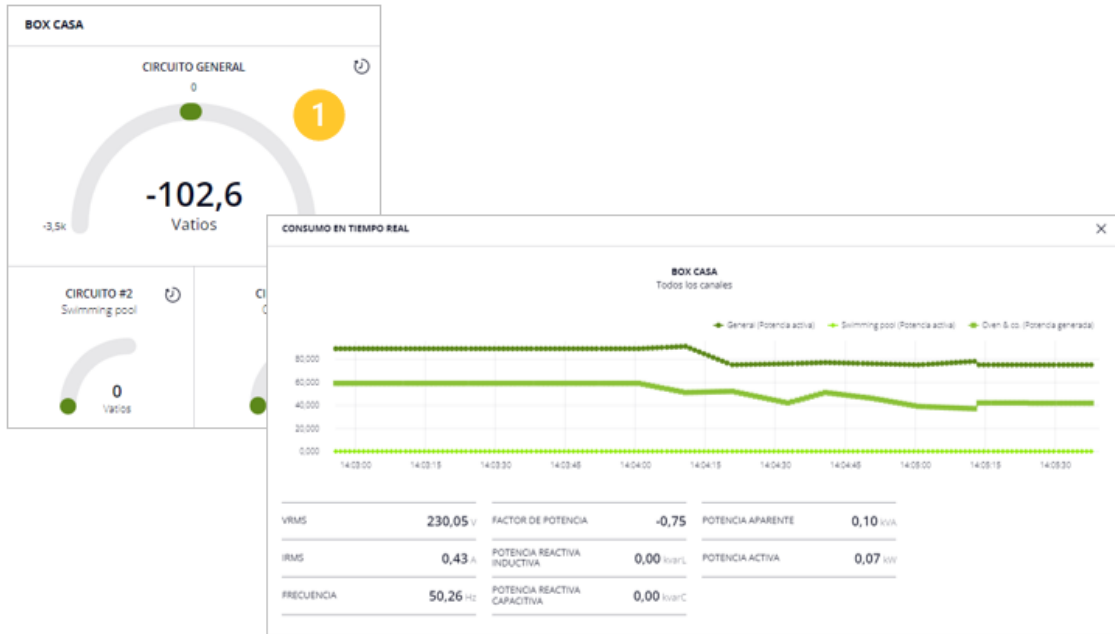 BOX CASA
CIRCUITO GENERAL
0
1
-102,6
Vatios
-3,5k
CIRCUITO #2
Swimming pool
0
Vatios
CONSUMO EN TIEMPO REAL
BOX CASA
Todos los canales
General (Potencia activa) Swimming pool (Potencia activa) Oven & co. (Potencia generada)
80,000
60,000
40,000
20,000
0,000
14:03:00 14:03:15 14:03:30 14:03:45 14:04:00 14:04:15 14:04:30 14:04:45 14:05:00 14:05:15 14:05:30
VRMS 230,05 V FACTOR DE POTENCIA -0,75 POTENCIA APARENTE 0,10 kVA
IRMS 0,43 A POTENCIA REACTIVA INDUCTIVA 0,00 kvarL POTENCIA ACTIVA 0,07 kW
FRECUENCIA 50,26 Hz POTENCIA REACTIVA CAPACITIVA 0,00 kvarC